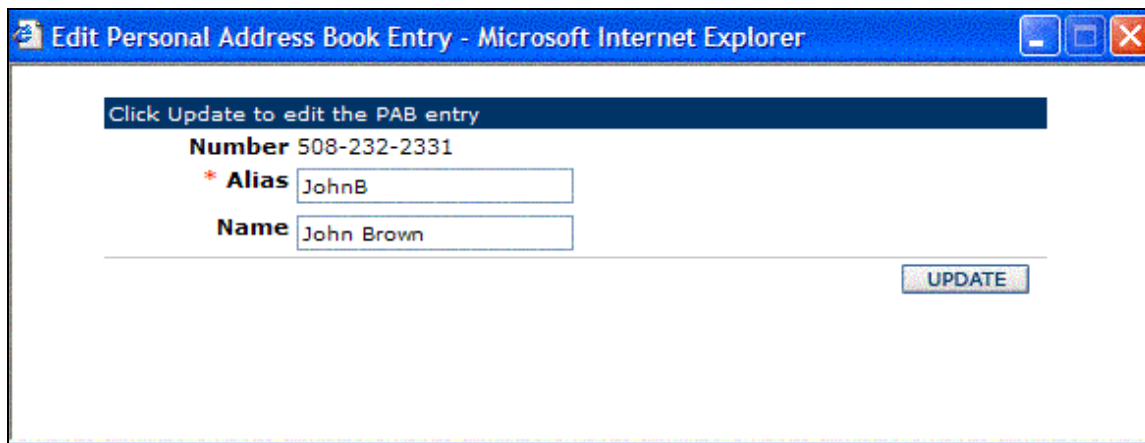 Edit Personal Address Book Entry - Microsoft Internet Explorer
Click Update to edit the PAB entry
Number 508-232-2331
* Alias JohnB
Name John Brown
UPDATE